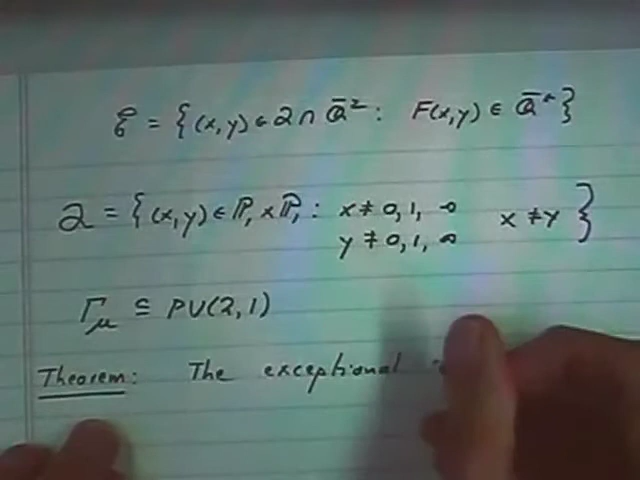 ℰ = {(x,y) ∈ 𝒬 ∩ Q̄² : F(x,y) ∈ Q̄*}
𝒬 = {(x,y) ∈ P₁ × P₁ : x ≠ 0, 1, ∞ x ≠ y}
y ≠ 0, 1, ∞
Γ_μ ⊆ PU(2,1)
Theorem: The exceptional